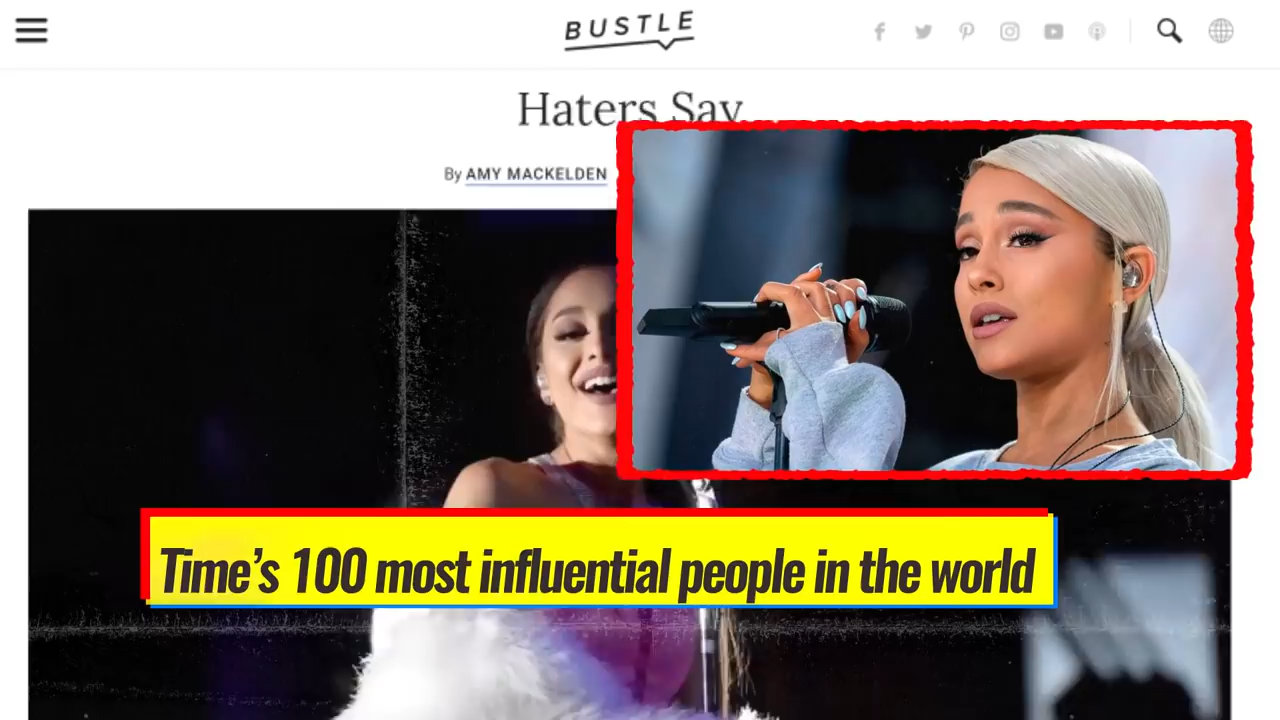 BUSTLE
Haters Say
By AMY MACKELDEN
Time's 100 most influential people in the world